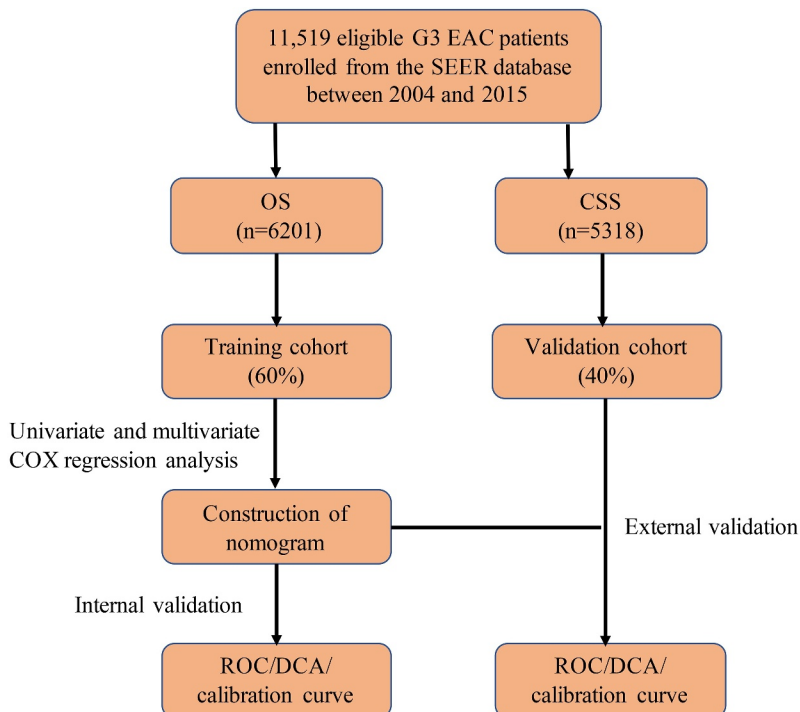 11,519 eligible G3 EAC patients
enrolled from the SEER database
between 2004 and 2015
OS
(n=6201)
CSS
(n=5318)
Training cohort
(60%)
Validation cohort
(40%)
Univariate and multivariate
COX regression analysis
Construction of
nomogram
External validation
Internal validation
ROC/DCA/
calibration curve
ROC/DCA/
calibration curve